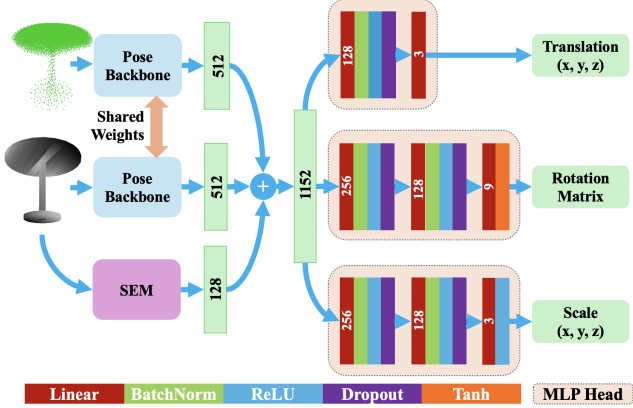 Pose
Backbone
512
Shared
Weights
Pose
Backbone
512
+
SEM
128
1152
128
3
Translation
(x, y, z)
256
128
9
Rotation
Matrix
256
128
3
Scale
(x, y, z)
Linear
BatchNorm
ReLU
Dropout
Tanh
MLP Head